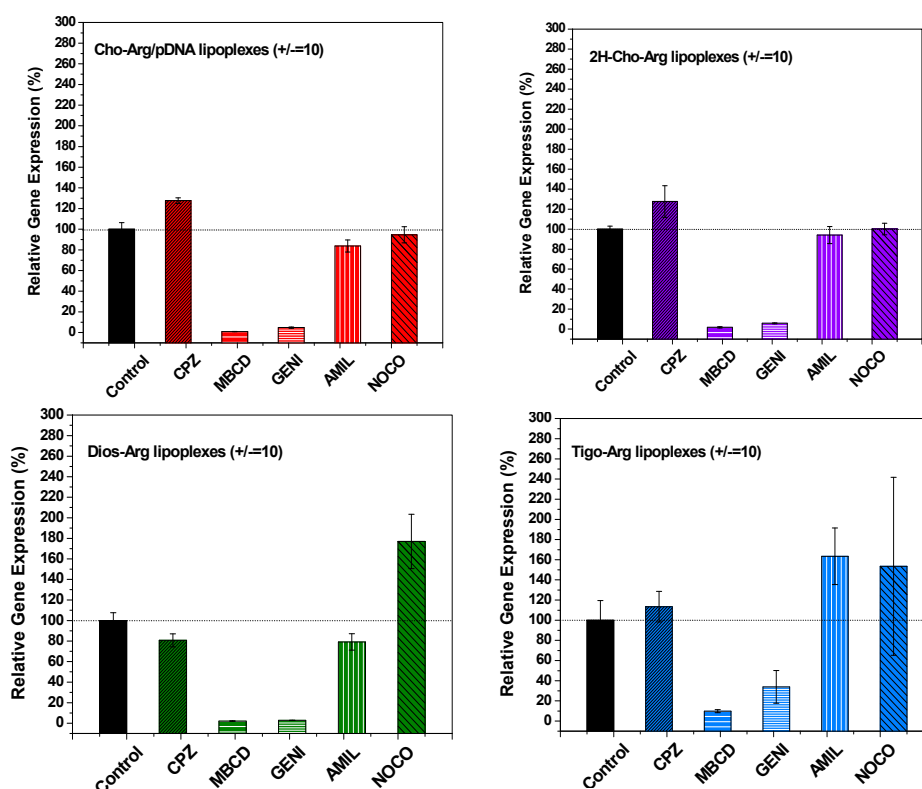 300
280
260
240
220
200
180
160
140
120
100
80
60
40
20
0
Relative Gene Expression (%)
Cho-Arg/pDNA lipoplexes (+/-=10)
Control
CPZ
MBCD
GENI
AMIL
NOCO
300
280
260
240
220
200
180
160
140
120
100
80
60
40
20
0
Relative Gene Expression (%)
2H-Cho-Arg lipoplexes (+/-=10)
Control
CPZ
MBCD
GENI
AMIL
NOCO
300
280
260
240
220
200
180
160
140
120
100
80
60
40
20
0
Relative Gene Expression (%)
Dios-Arg lipoplexes (+/-=10)
Control
CPZ
MBCD
GENI
AMIL
NOCO
300
280
260
240
220
200
180
160
140
120
100
80
60
40
20
0
Relative Gene Expression (%)
Tigo-Arg lipoplexes (+/-=10)
Control
CPZ
MBCD
GENI
AMIL
NOCO